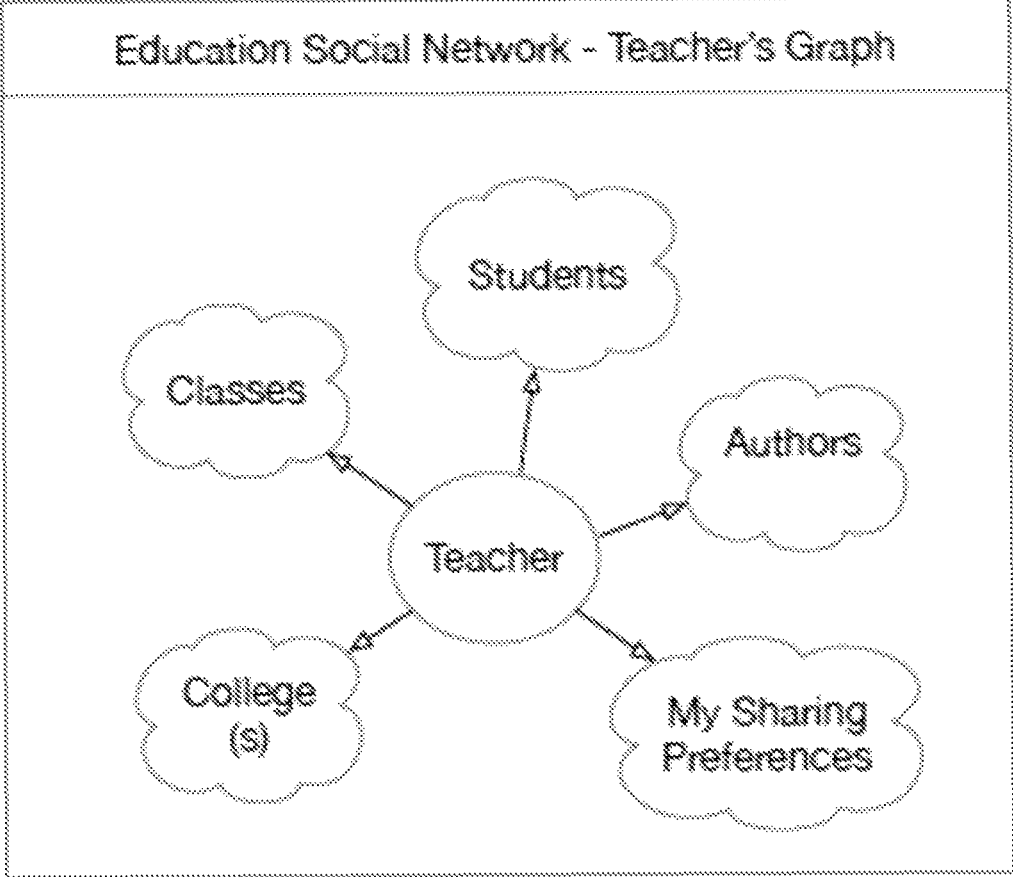 Education Social Network - Teacher's Graph
Students
Classes
Authors
Teacher
College
(s)
My Sharing
Preferences